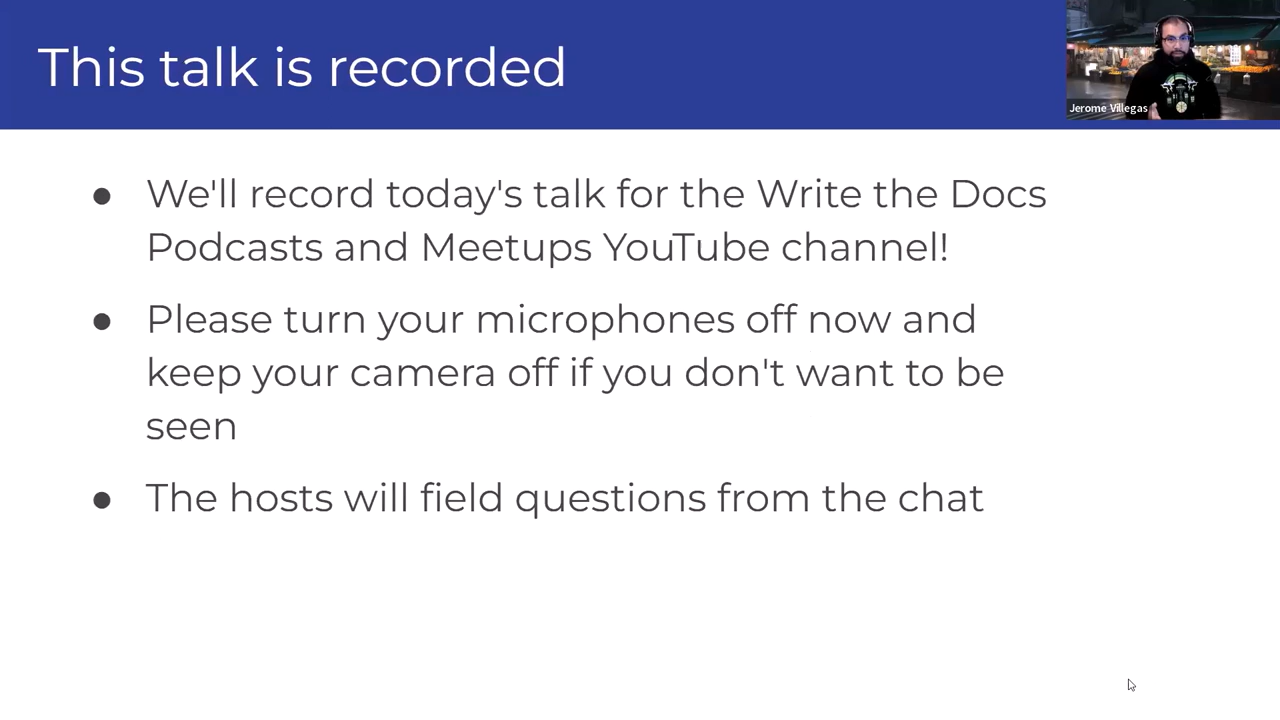 This talk is recorded
Jerome Villegas
● We'll record today's talk for the Write the Docs
Podcasts and Meetups YouTube channel!
● Please turn your microphones off now and
keep your camera off if you don't want to be
seen
● The hosts will field questions from the chat